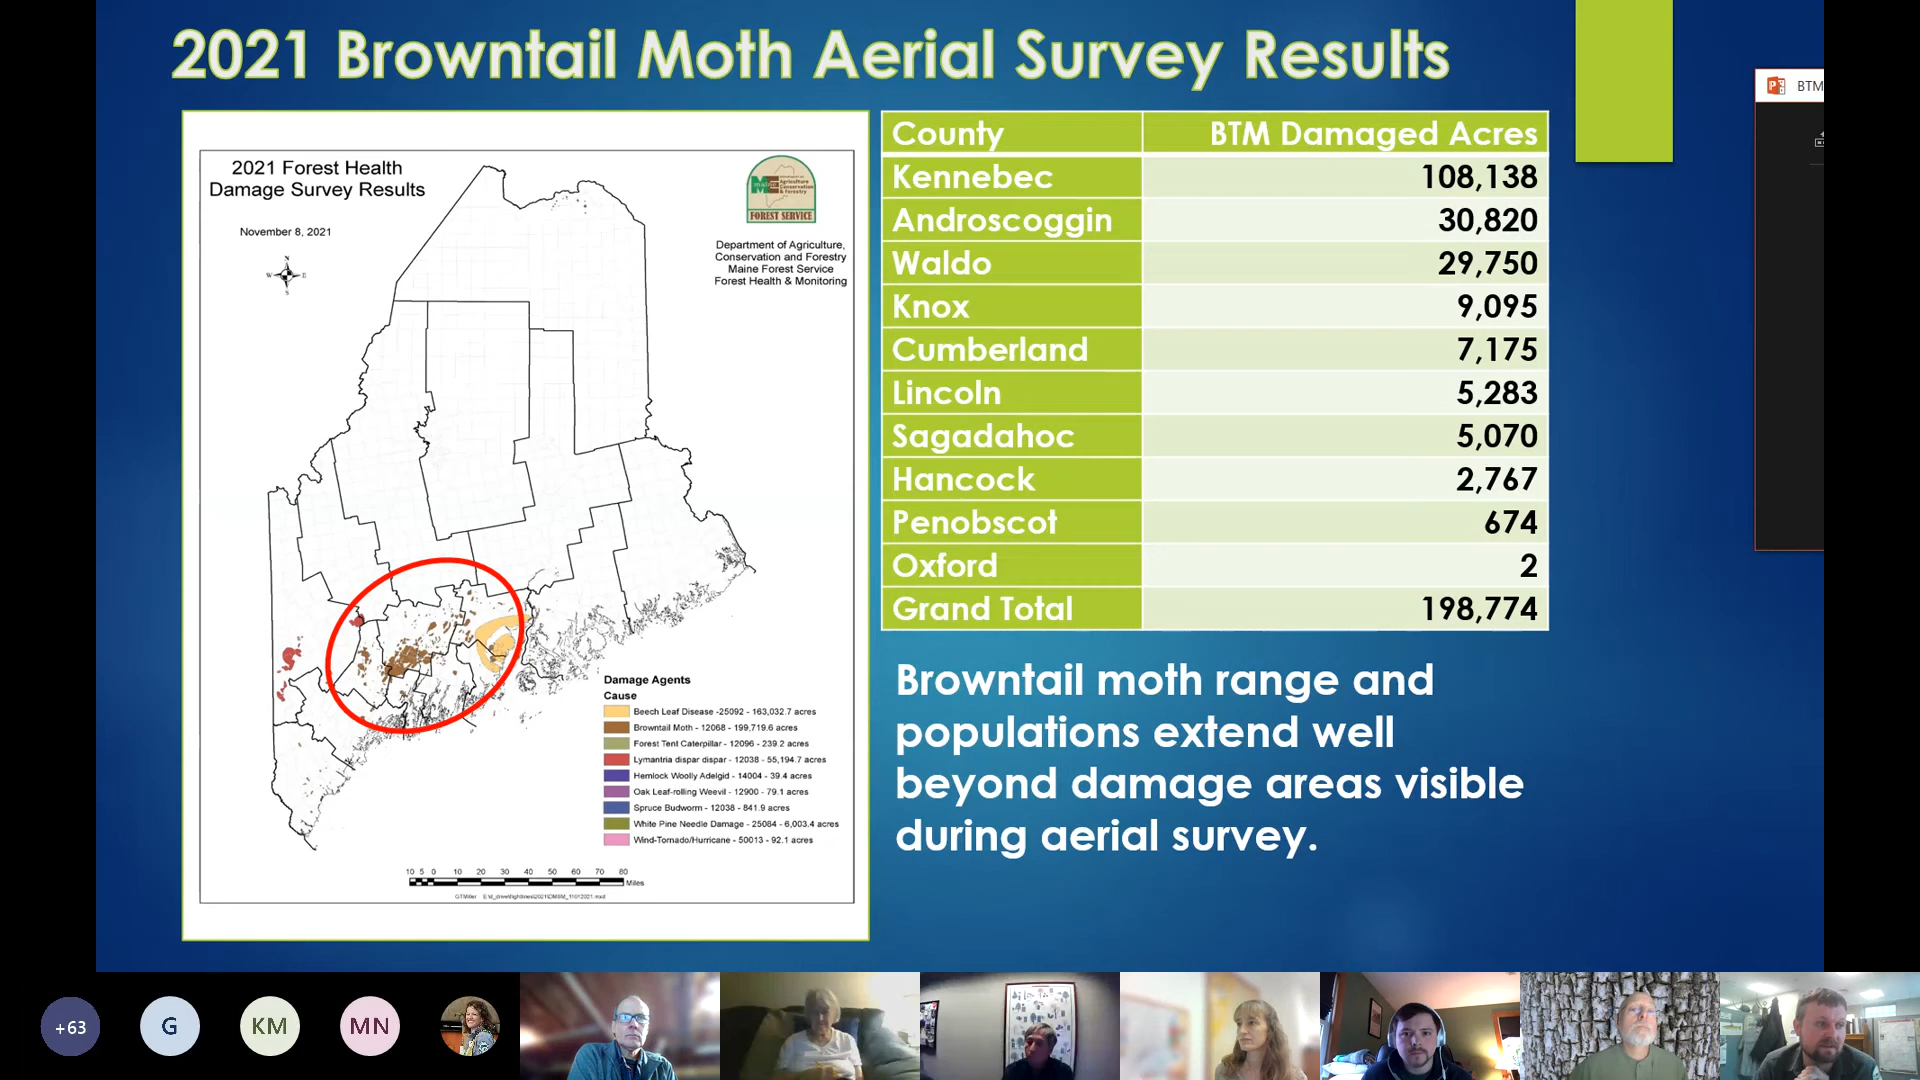 2021 Browntail Moth Aerial Survey Results
2021 Forest Health
Damage Survey Results
November 8, 2021
N
W E
S
FOREST SERVICE
Department of Agriculture,
Conservation and Forestry
Maine Forest Service
Forest Health & Monitoring
Damage Agents
Cause
Beech Leaf Disease -25092 - 163,032.7 acres
Browntail Moth - 12068 - 199,719.6 acres
Forest Tent Caterpillar - 12096 - 239.2 acres
Lymantria dispar dispar - 12038 - 55,194.7 acres
Hemlock Woolly Adelgid - 14004 - 39.4 acres
Oak Leaf-rolling Weevil - 12900 - 79.1 acres
Spruce Budworm - 12038 - 841.9 acres
White Pine Needle Damage - 25084 - 6,003.4 acres
Wind-Tornado/Hurricane - 50013 - 92.1 acres
10 5 0 10 20 30 40 50 60 70 80
Miles
GTMiller
County BTM Damaged Acres
Kennebec 108,138
Androscoggin 30,820
Waldo 29,750
Knox 9,095
Cumberland 7,175
Lincoln 5,283
Sagadahoc 5,070
Hancock 2,767
Penobscot 674
Oxford 2
Grand Total 198,774
Browntail moth range and
populations extend well
beyond damage areas visible
during aerial survey.
BTM
+63
G
KM
MN